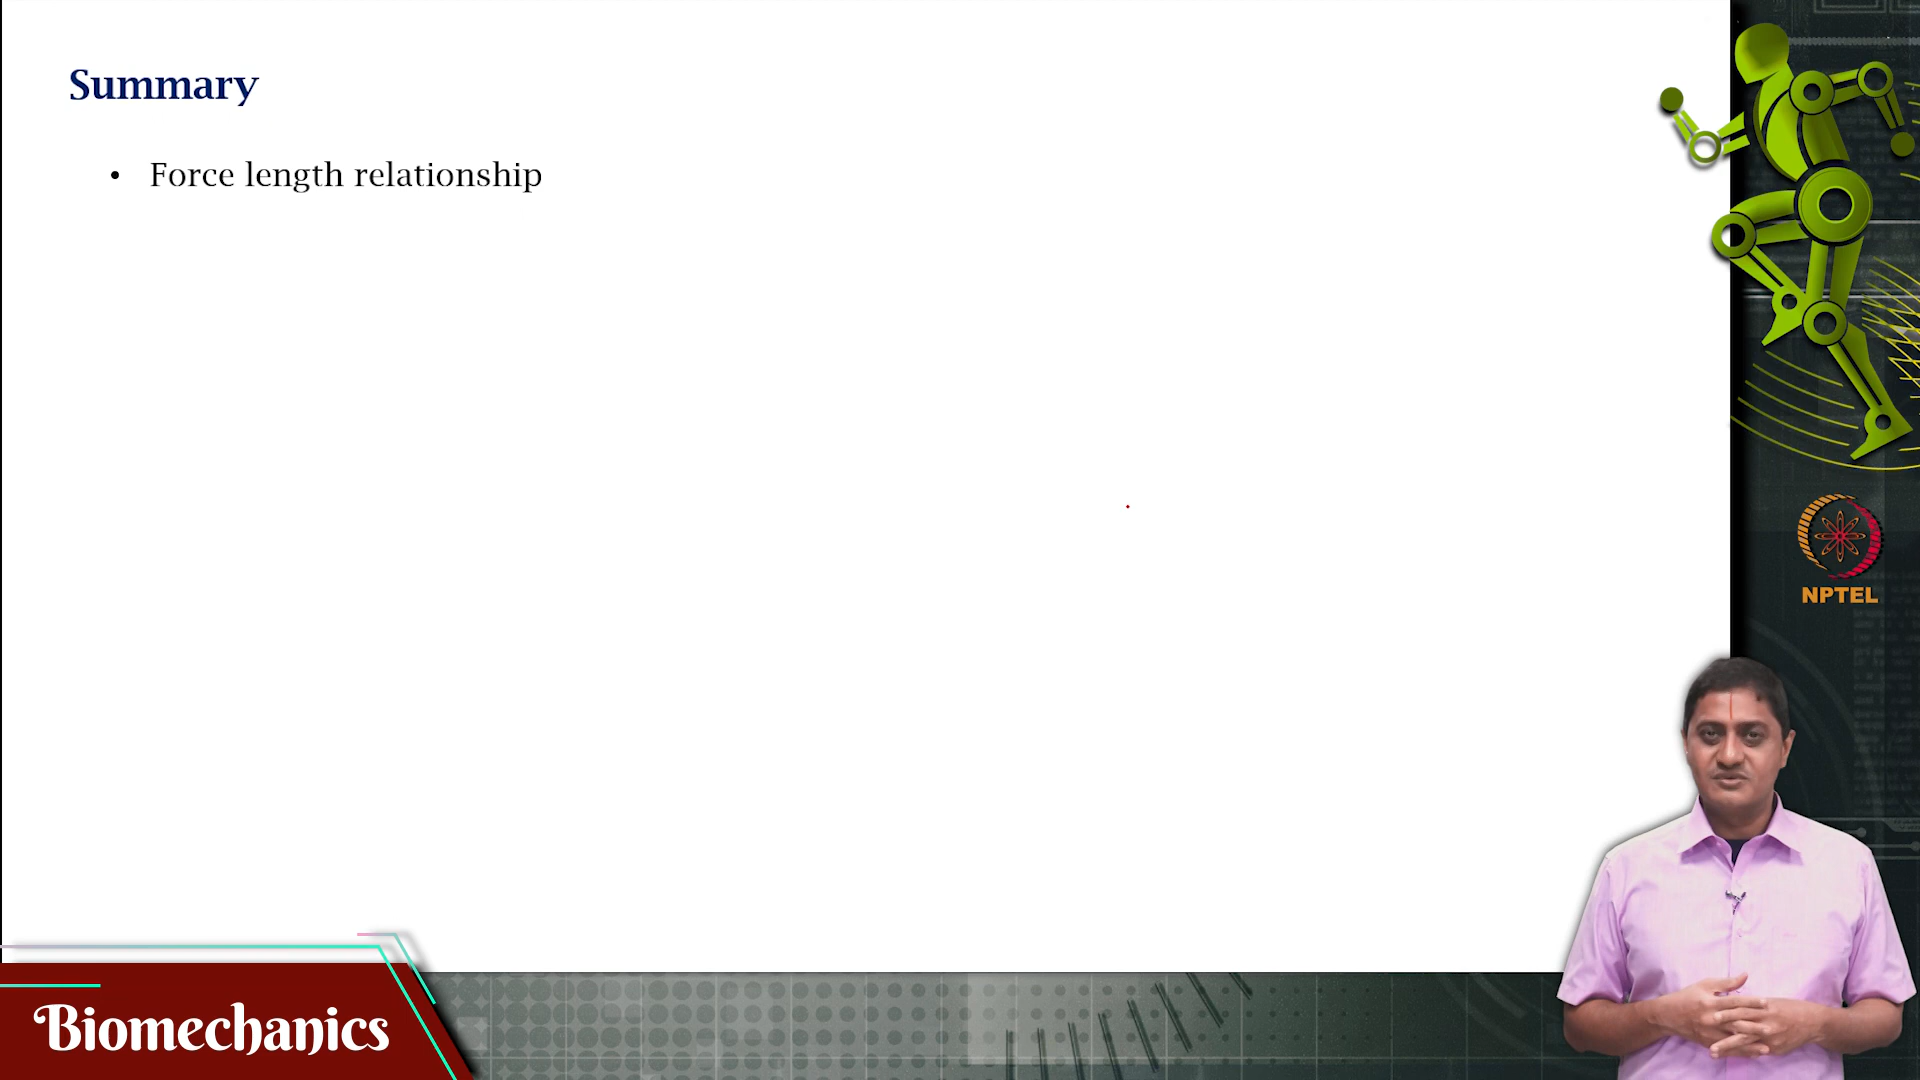 Summary
• Force length relationship
NPTEL
Biomechanics